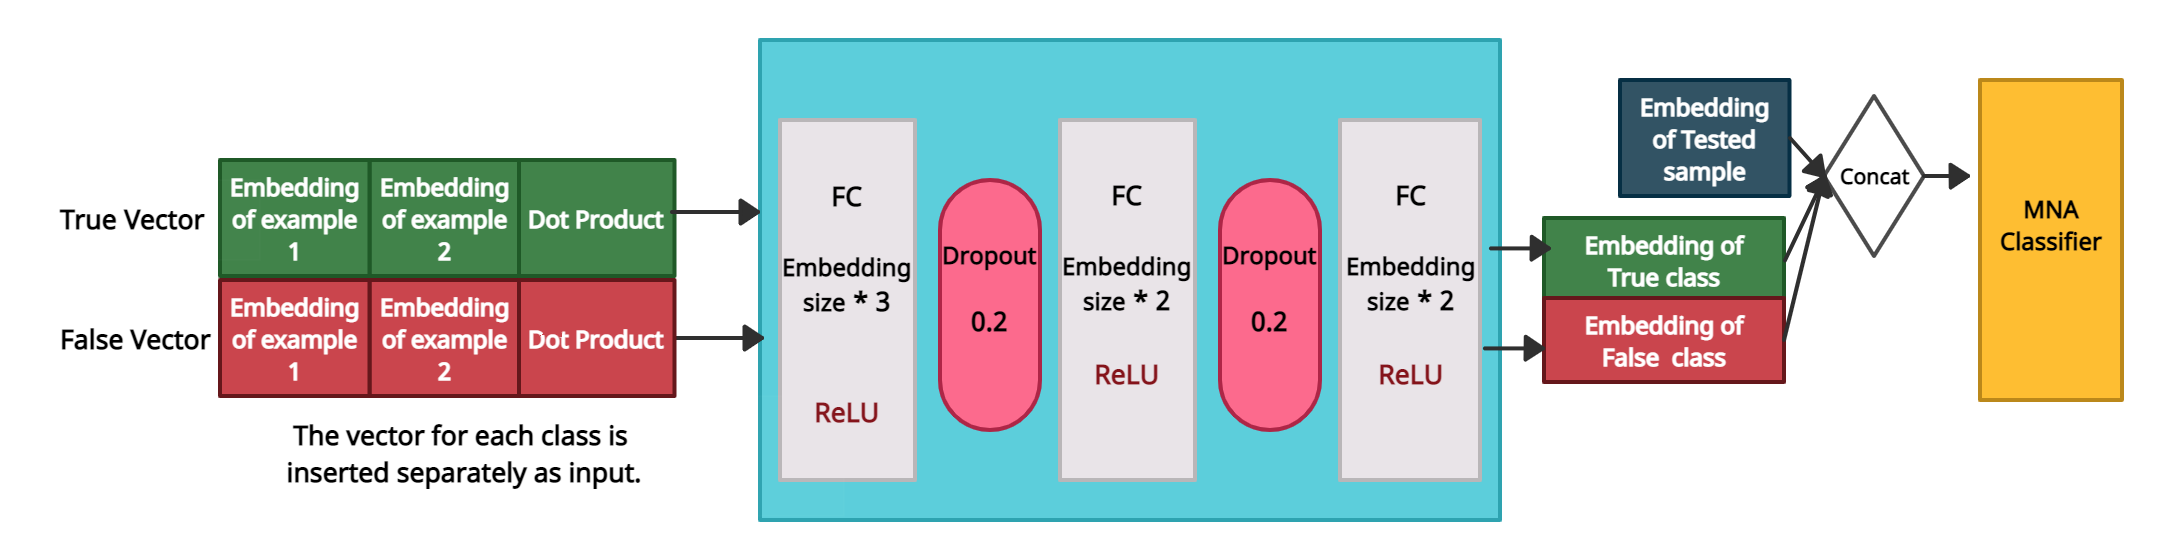 True Vector
Embedding
of example
1
Embedding
of example
2
Dot Product
False Vector
Embedding
of example
1
Embedding
of example
2
Dot Product
The vector for each class is
inserted separately as input.
FC
Embedding
size * 3
ReLU
Dropout
0.2
FC
Embedding
size * 2
ReLU
Dropout
0.2
FC
Embedding
size * 2
ReLU
Embedding
of Tested
sample
Embedding of
True class
Embedding of
False class
Concat
MNA
Classifier